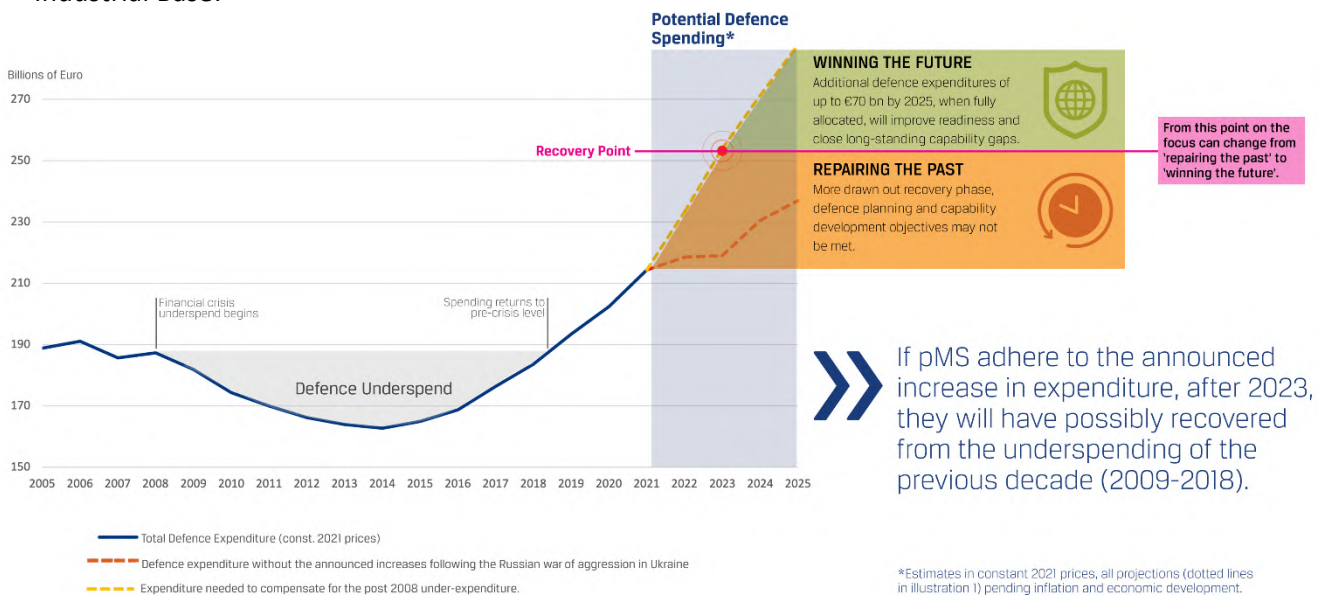 Industrial Base.
Potential Defence
Spending*
Billions of Euro
270
250
230
210
190
170
150
WINNING THE FUTURE
Additional defence expenditures of
up to €70 bn by 2025, when fully
allocated, will improve readiness and
close long-standing capability gaps.
Recovery Point
From this point on the
focus can change from
'repairing the past' to
'winning the future'.
REPAIRING THE PAST
More drawn out recovery phase,
defence planning and capability
development objectives may not
be met.
Financial crisis
underspend begins
Spending returns to
pre-crisis level
Defence Underspend
2005 2006 2007 2008 2009 2010 2011 2012 2013 2014 2015 2016 2017 2018 2019 2020 2021 2022 2023 2024 2025
If pMS adhere to the announced
increase in expenditure, after 2023,
they will have possibly recovered
from the underspending of the
previous decade (2009-2018).
Total Defence Expenditure (const. 2021 prices)
Defence expenditure without the announced increases following the Russian war of aggression in Ukraine
Expenditure needed to compensate for the post 2008 under-expenditure.
*Estimates in constant 2021 prices, all projections (dotted lines
in illustration 1) pending inflation and economic development.